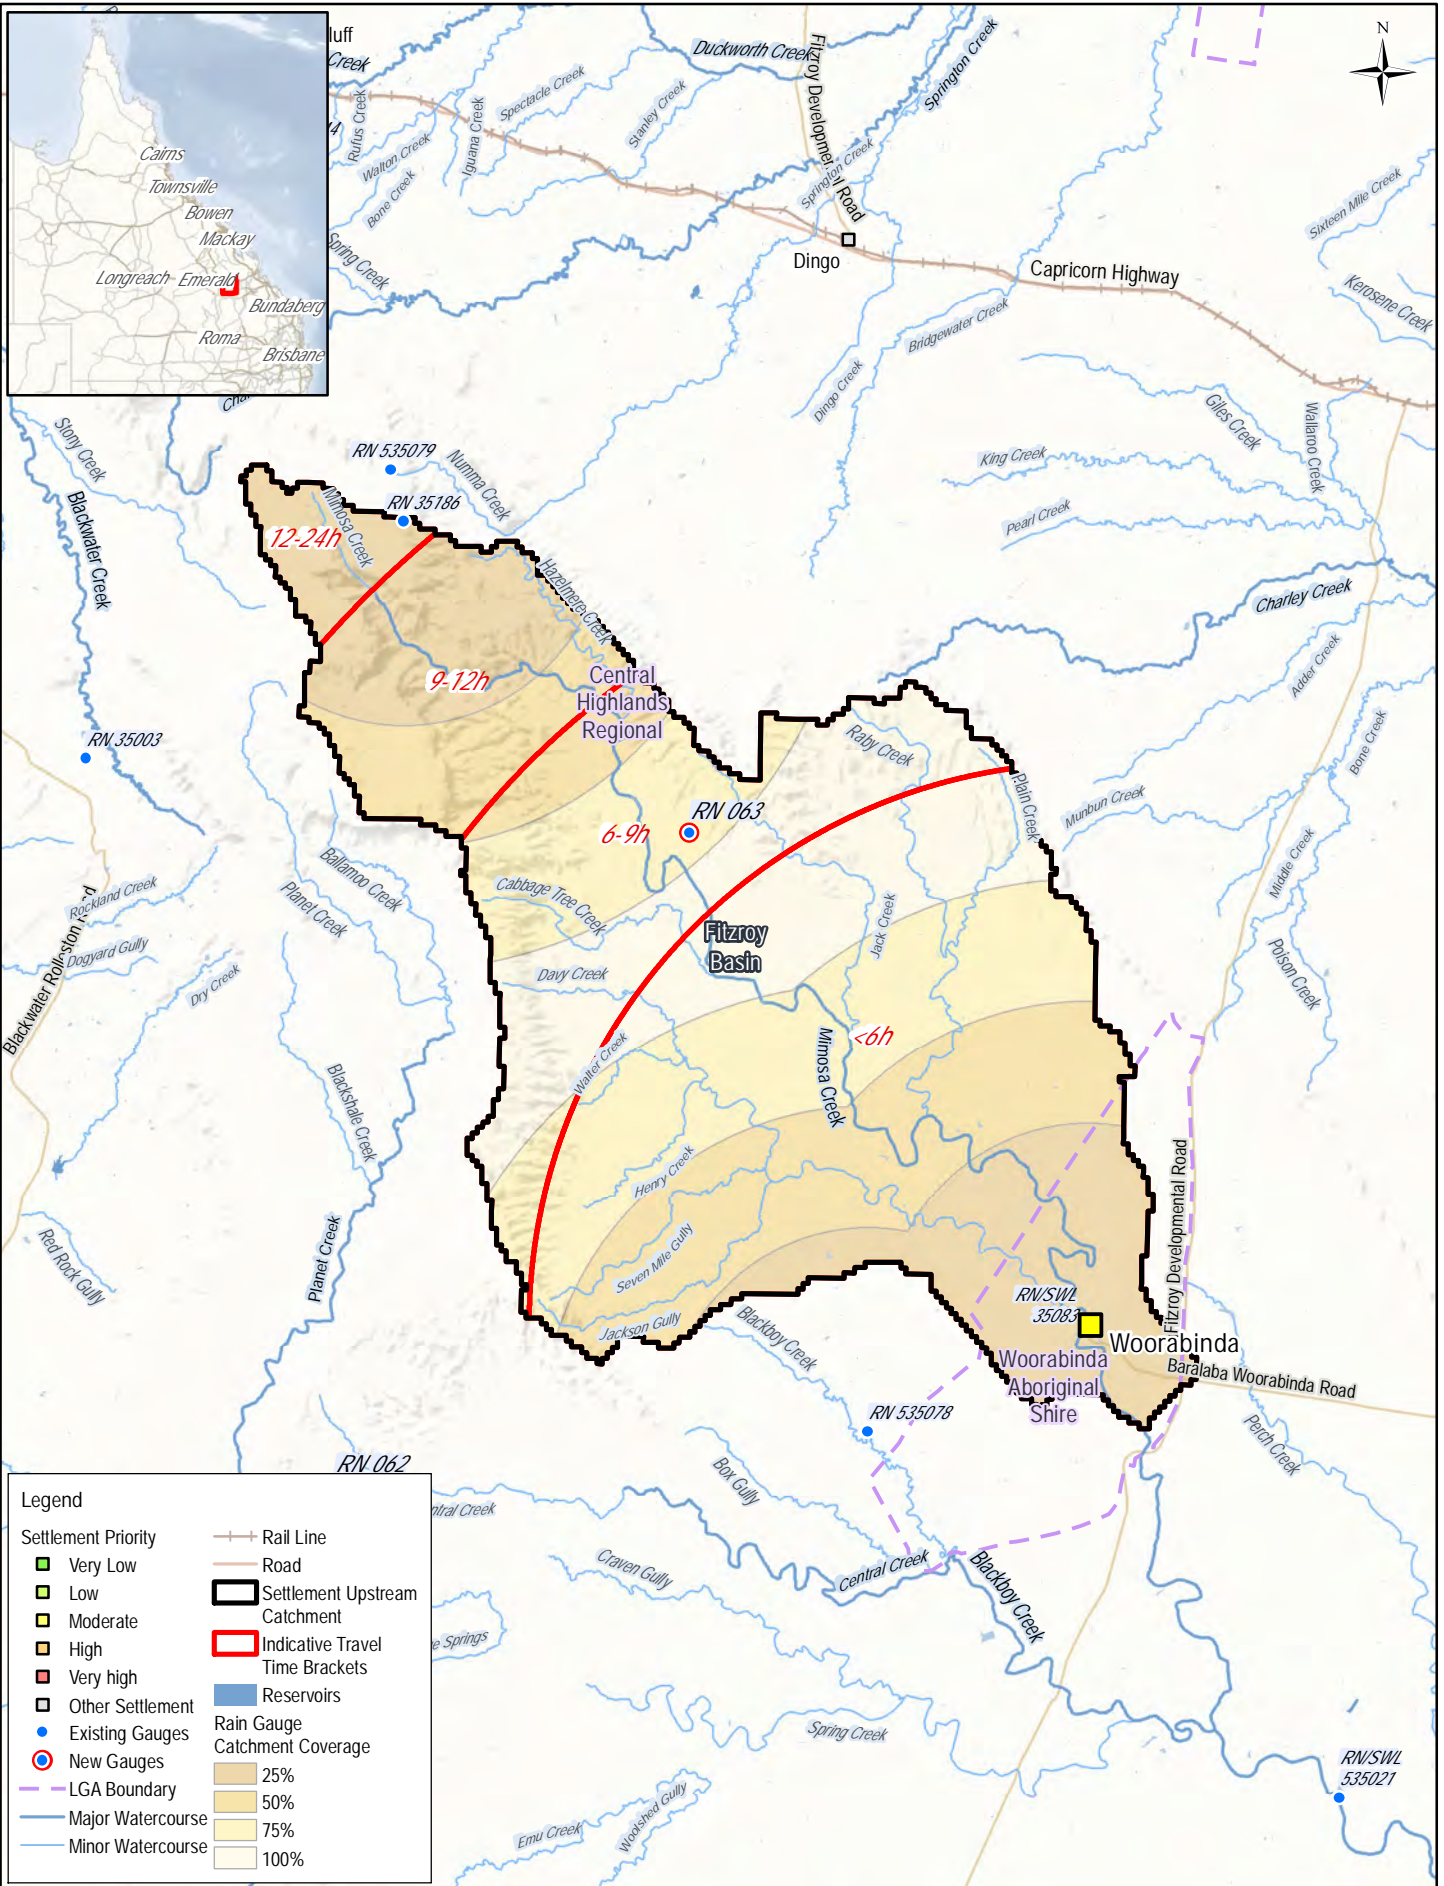 Cairns
Townsville
Bowen
Mackay
Longreach
Emerald
Bundaberg
Roma
Brisbane
luff
Creek
Rufus Creek
Walton Creek
Bone Creek
Iguana Creek
Spectacle Creek
Stanley Creek
Spring Creek
Duckworth Creek
Fitzroy Developmental Road
Springton Creek
Springton Creek
N
Dingo
Capricorn Highway
Sixteen Mile Creek
Kerosene Creek
Bridgewater Creek
Dingo Creek
Giles Creek
Wallaroo Creek
King Creek
Pearl Creek
Charley Creek
Adder Creek
Bone Creek
Stony Creek
Blackwater Creek
RN 535079
Numma Creek
RN 35186
Mimosa Creek
12-24h
Hazelmere Creek
9-12h
Central
Highlands
Regional
RN 35003
Raby Creek
Plain Creek
Munbun Creek
Middle Creek
RN 063
6-9h
Ballamoo Creek
Planet Creek
Rockland Creek
Dogyard Gully
Dry Creek
Blackwater Rolleston Road
Cabbage Tree Creek
Jack Creek
Fitzroy
Basin
Davy Creek
Poison Creek
<6h
Mimosa Creek
Walter Creek
Blackshale Creek
Henry Creek
Seven Mile Gully
Jackson Gully
Planet Creek
Red Rock Gully
Fitzroy Developmental Road
RN/SWL
35083
Woorabinda
Baralaba Woorabinda Road
Woorabinda
Aboriginal
Shire
Blackboy Creek
RN 535078
Perch Creek
RN 062
Box Gully
ntral Creek
Craven Gully
Central Creek
Blackboy Creek
e Springs
Spring Creek
RN/SWL
535021
Emu Creek
Woolshed Gully
Legend
Settlement Priority
Very Low
Low
Moderate
High
Very high
Other Settlement
Existing Gauges
New Gauges
LGA Boundary
Major Watercourse
Minor Watercourse
Rail Line
Road
Settlement Upstream
Catchment
Indicative Travel
Time Brackets
Reservoirs
Rain Gauge
Catchment Coverage
25%
50%
75%
100%